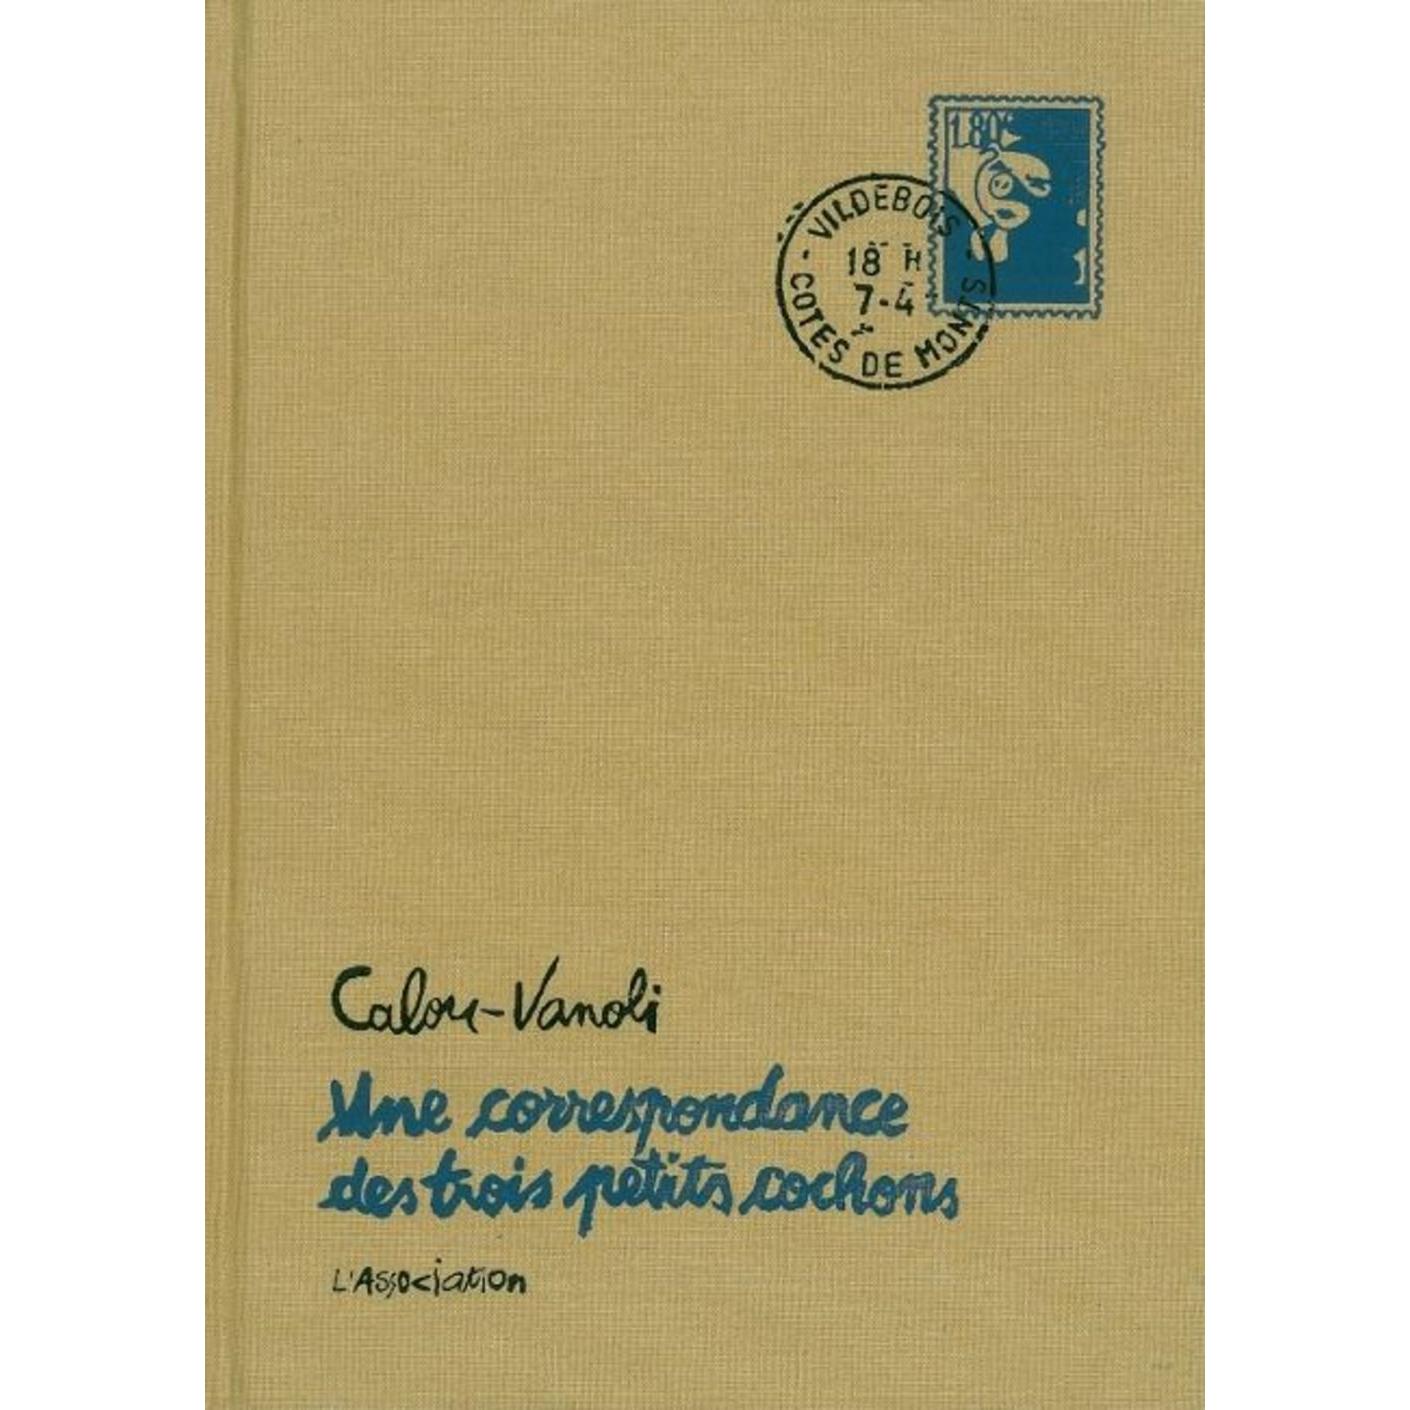 1.80
VILDEBOIS
18 H
7-4
COTES DE MONTS
Calou-Vanoli
Une correspondance
des trois petits cochons
L'Association